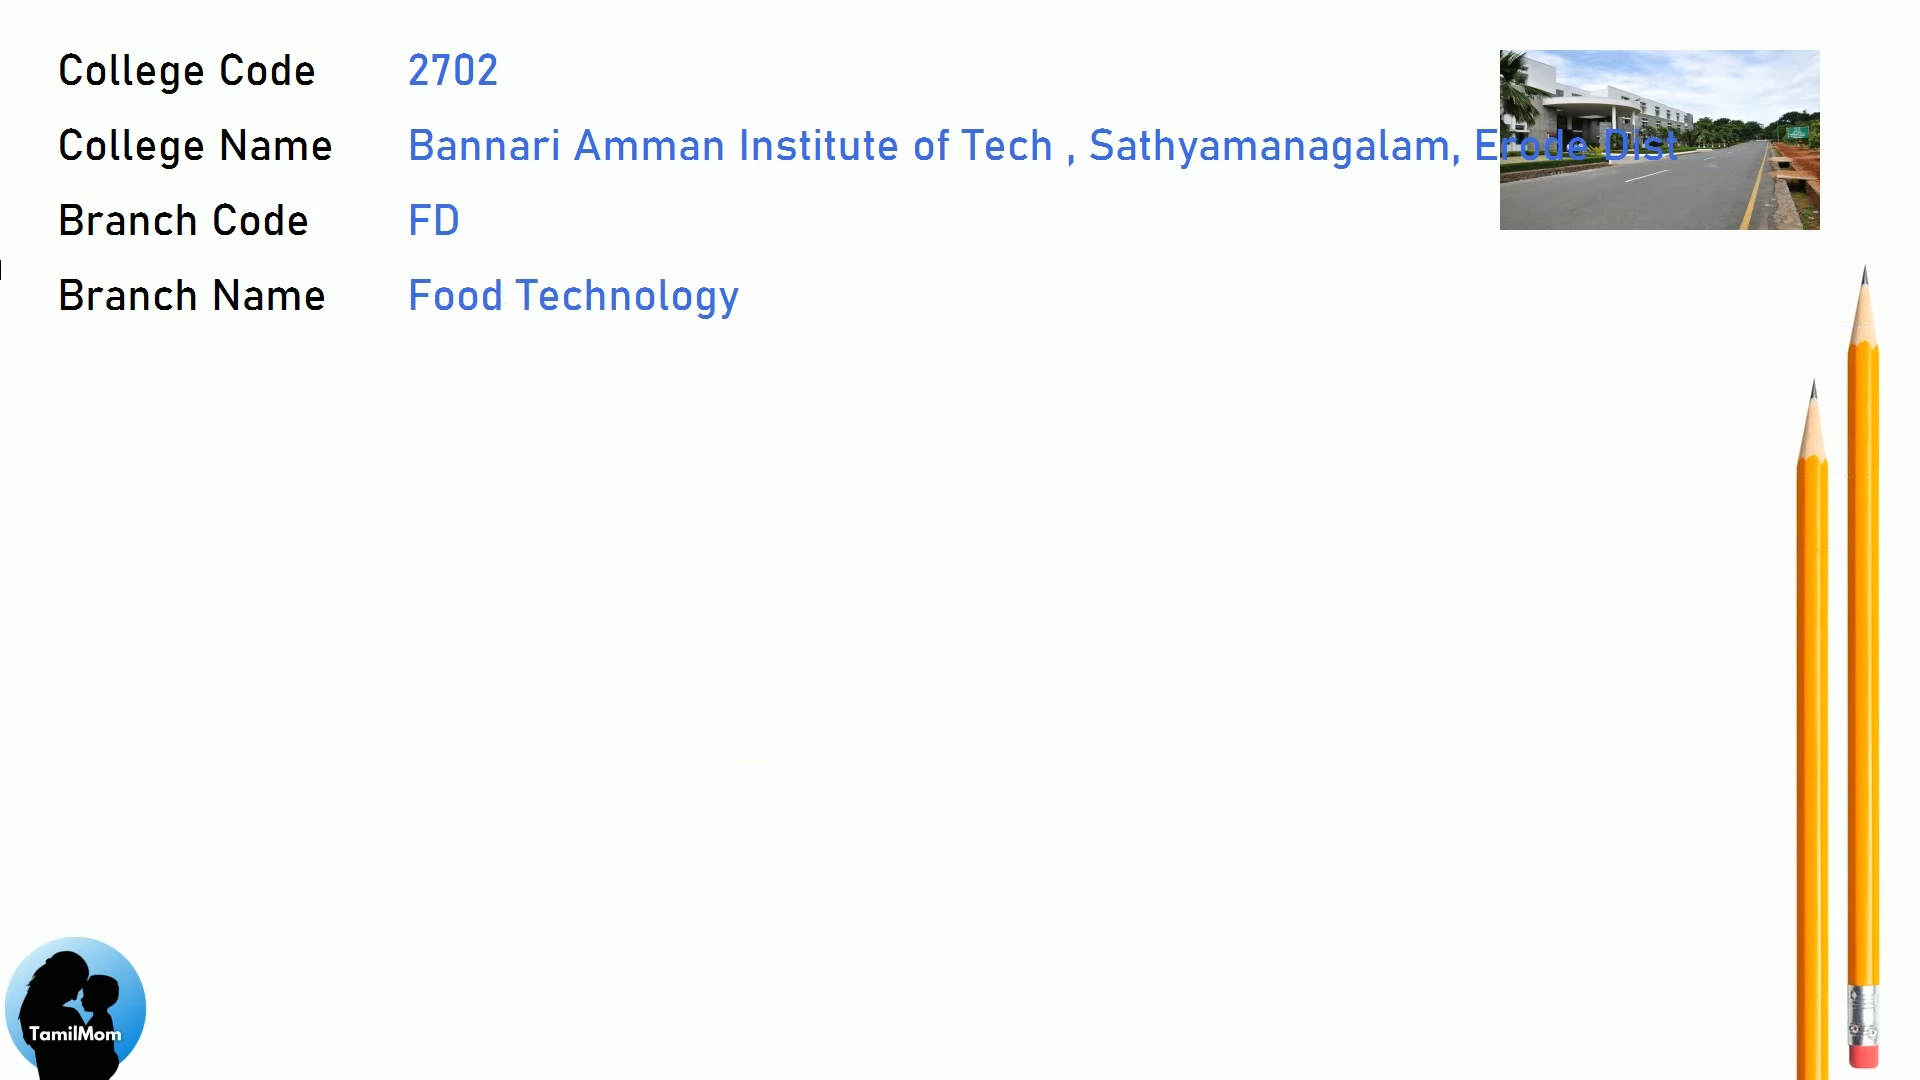 College Code 2702
College Name Bannari Amman Institute of Tech , Sathyamanagalam, Erode Dist
Branch Code FD
Branch Name Food Technology
TamilMom